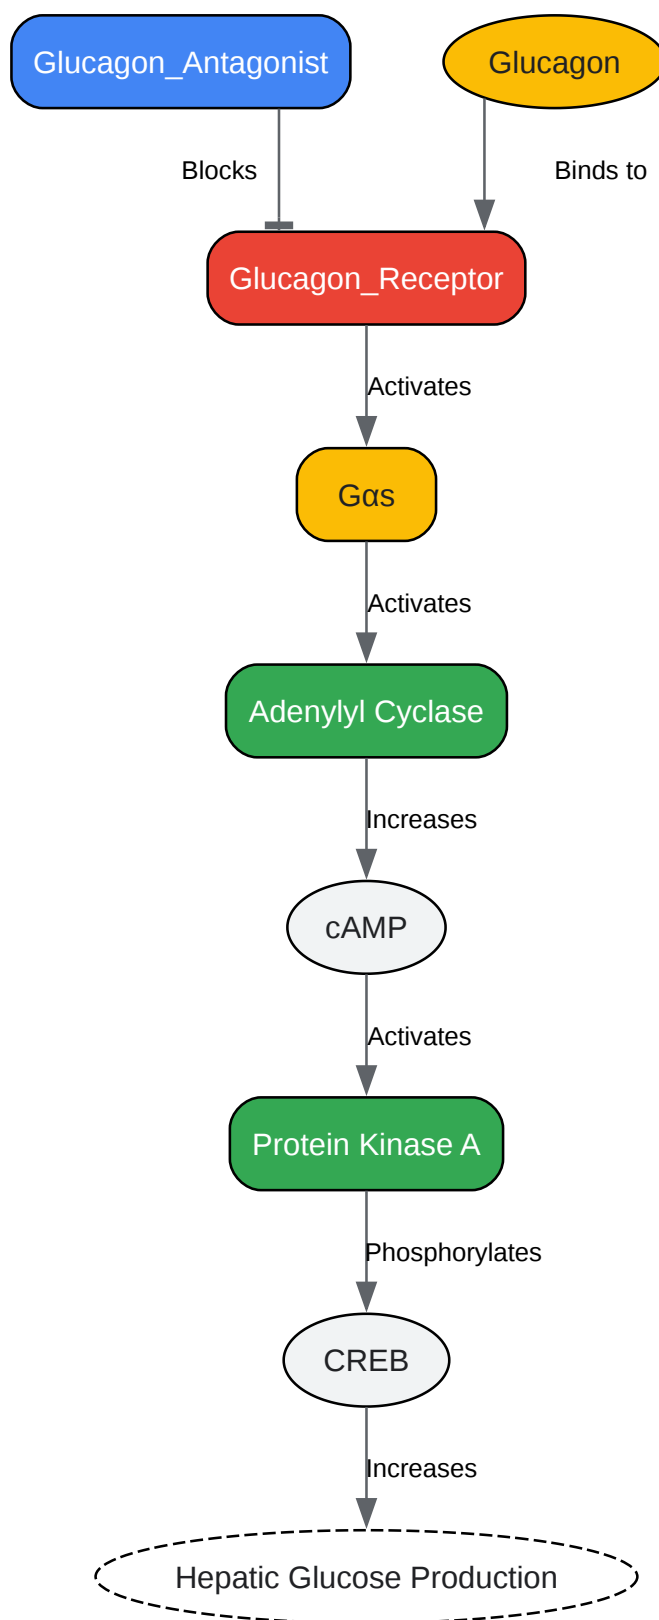 Glucagon_Antagonist
Glucagon
Blocks
Binds to
Glucagon_Receptor
Activates
Gαs
Activates
Adenylyl Cyclase
Increases
cAMP
Activates
Protein Kinase A
Phosphorylates
CREB
Increases
Hepatic Glucose Production